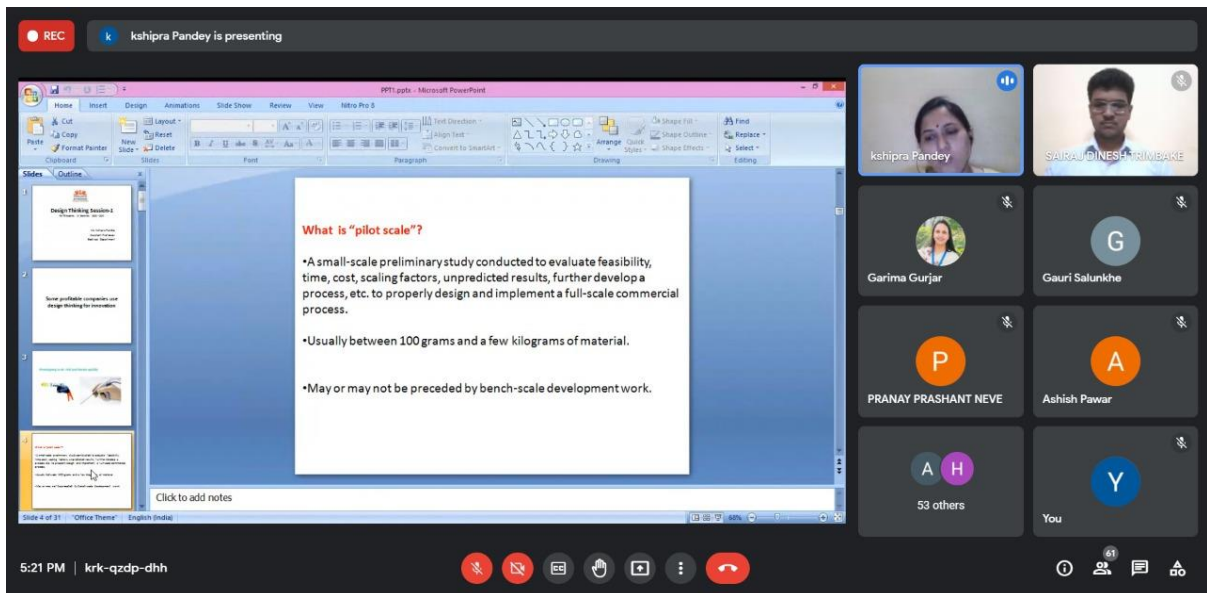 REC
k
kshipra Pandey is presenting
PPT1.pptx - Microsoft PowerPoint
Home Insert Design Animations Slide Show Review View Nitro Pro 8
Paste
Cut
Copy
Format Painter
Clipboard
New Slide
Layout
Reset
Delete
Slides
Font
Text Direction
Align Text
Convert to SmartArt
Paragraph
Arrange
Quick Styles
Shape Fill
Shape Outline
Shape Effects
Drawing
Find
Replace
Select
Editing
Slides Outline
1
Design Thinking Session-1
2
Some profitable companies use
design thinking for innovation
3
What is "pilot scale"?
•A small-scale preliminary study conducted to evaluate feasibility,
time, cost, scaling factors, unpredicted results, further develop a
process, etc. to properly design and implement a full-scale commercial
process.
•Usually between 100 grams and a few kilograms of material.
•May or may not be preceded by bench-scale development work.
Click to add notes
Slide 4 of 31 "Office Theme" English (India) 68%
kshipra Pandey
SAIRAJ DINESH TRIMBAKE
Garima Gurjar
G
Gauri Salunkhe
P
PRANAY PRASHANT NEVE
A
Ashish Pawar
A H
53 others
Y
You
5:21 PM | krk-qzdp-dhh
61